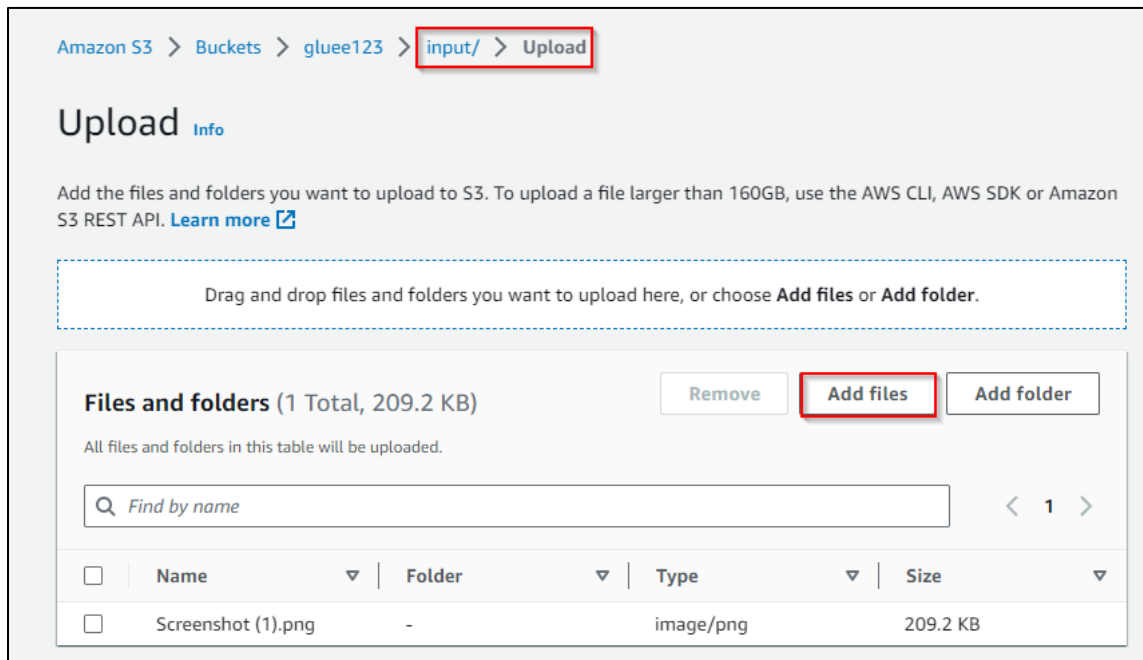 Amazon S3 > Buckets > gluee123 > input/ > Upload
Upload Info
Add the files and folders you want to upload to S3. To upload a file larger than 160GB, use the AWS CLI, AWS SDK or Amazon
S3 REST API. Learn more
Drag and drop files and folders you want to upload here, or choose Add files or Add folder.
Files and folders (1 Total, 209.2 KB)
Remove
Add files
Add folder
All files and folders in this table will be uploaded.
Find by name
< 1 >
Name Folder Type Size
Screenshot (1).png - image/png 209.2 KB